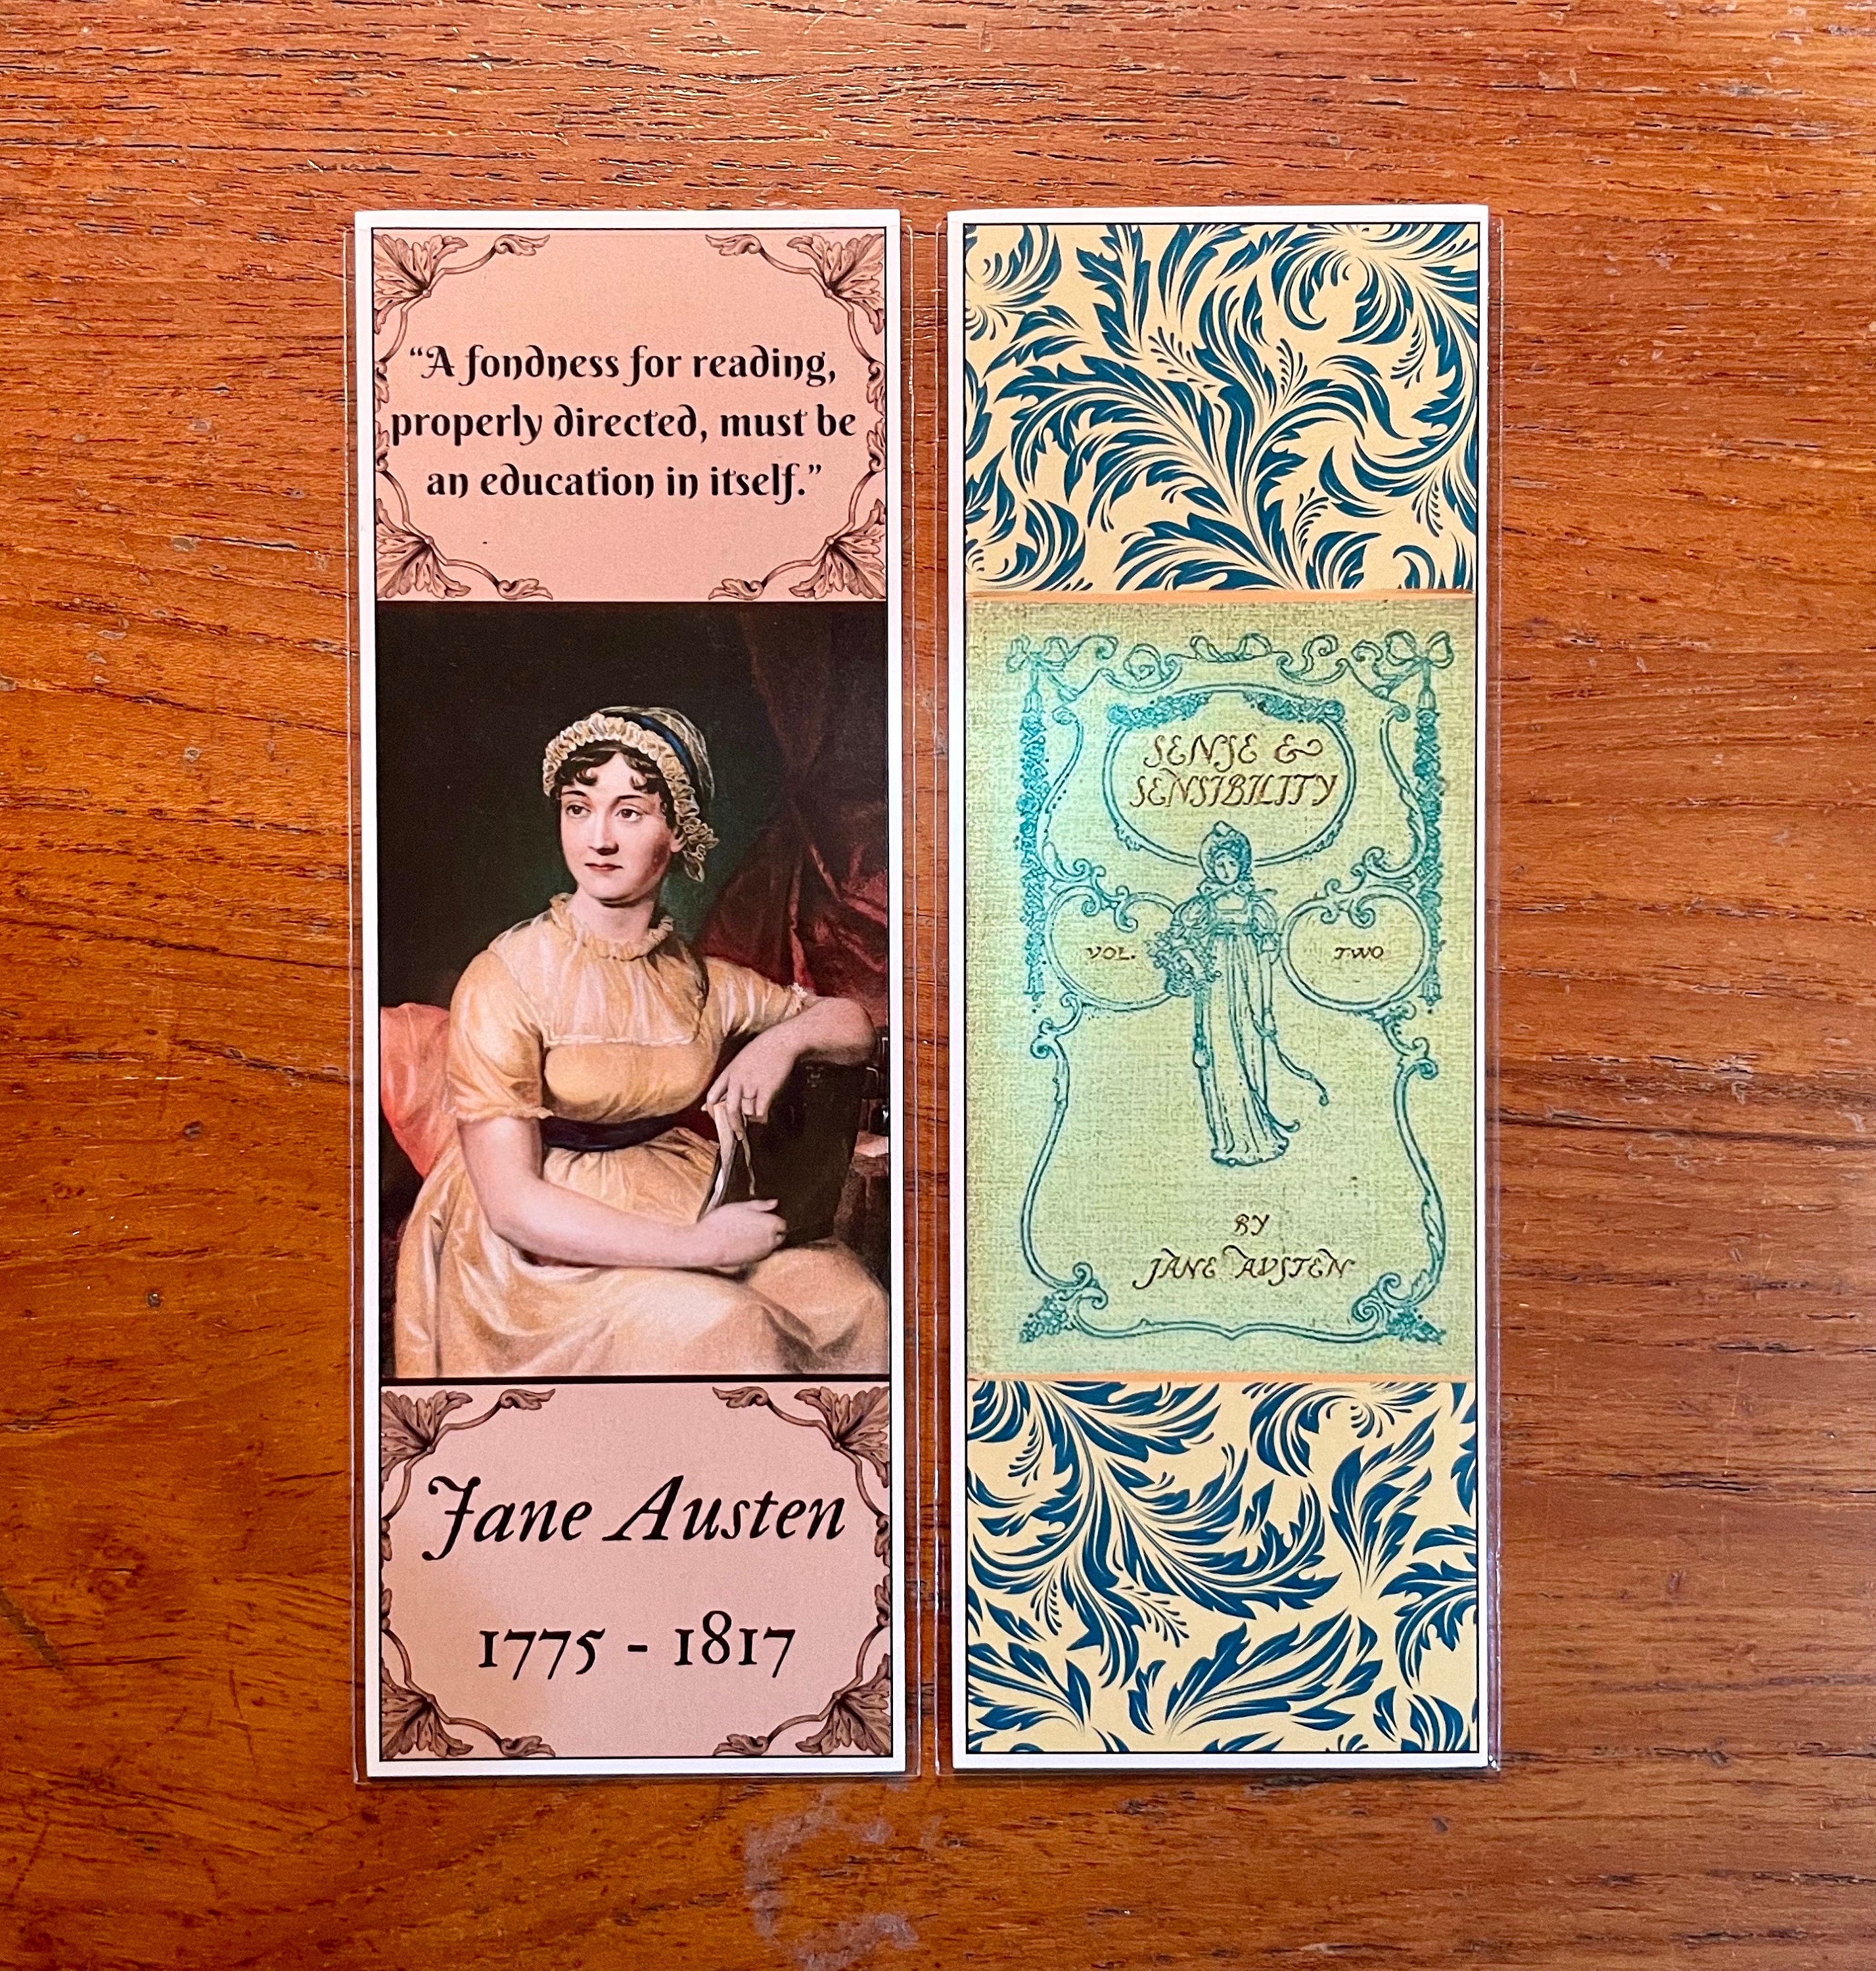 “A fondness for reading,
properly directed, must be
an education in itself.”
Jane Austen
1775 - 1817
SENSE &
SENSIBILITY
VOL. TWO
BY
JANE AVSTEN